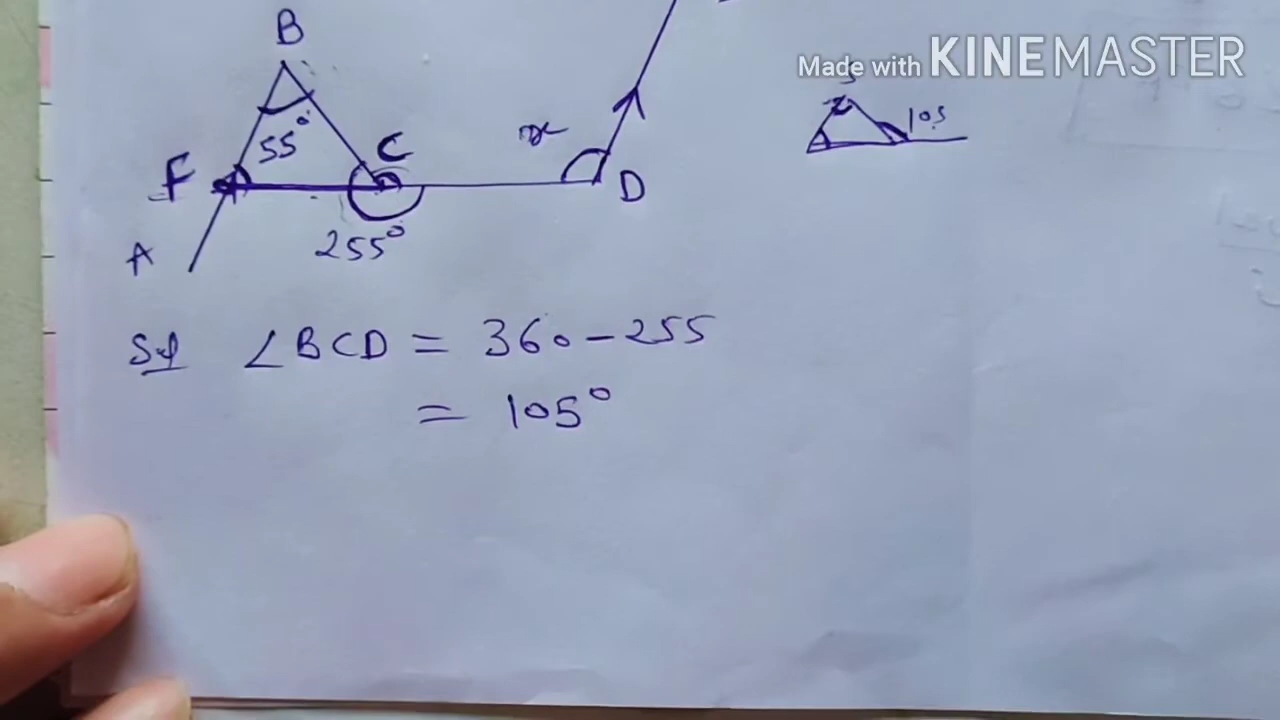 Made with KINEMASTER
B
55°
C
x
D
F
A
255°
105
Sol ∠BCD = 360 - 255
= 105°